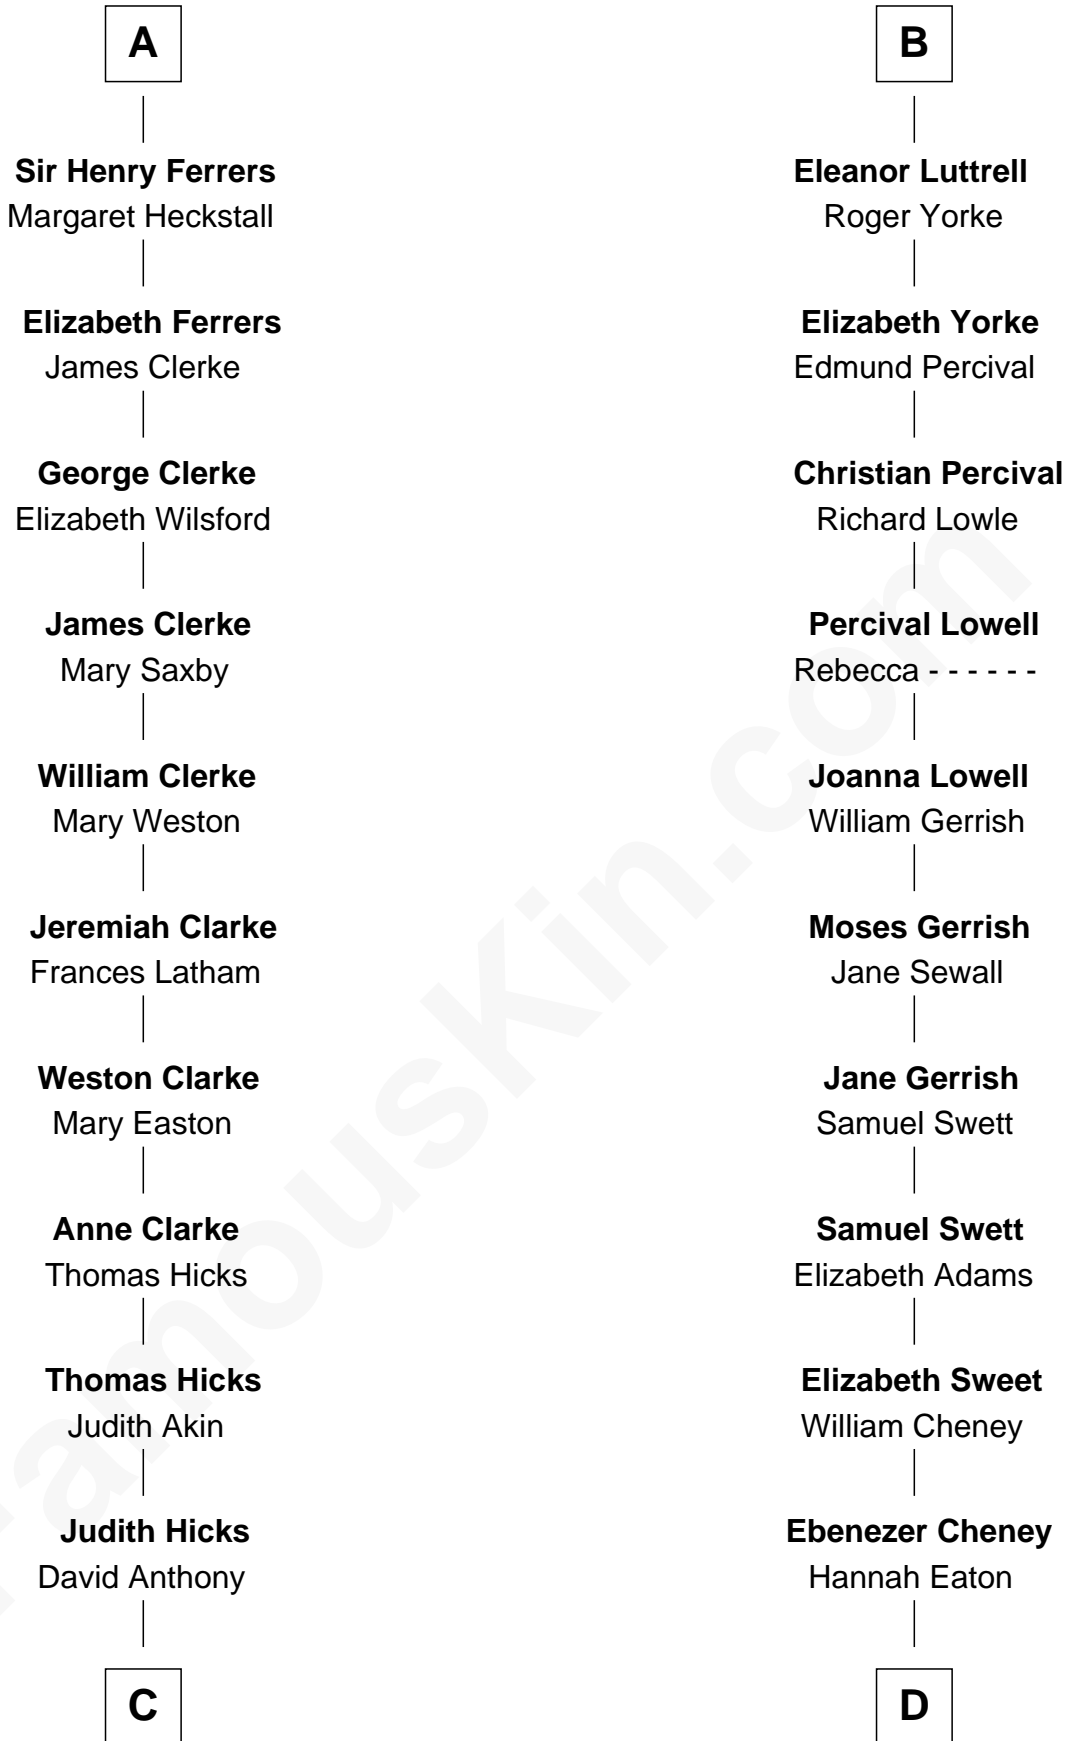 A
Sir Henry Ferrers
Margaret Heckstall
Elizabeth Ferrers
James Clerke
George Clerke
Elizabeth Wilsford
James Clerke
Mary Saxby
William Clerke
Mary Weston
Jeremiah Clarke
Frances Latham
Weston Clarke
Mary Easton
Anne Clarke
Thomas Hicks
Thomas Hicks
Judith Akin
Judith Hicks
David Anthony
C
B
Eleanor Luttrell
Roger Yorke
Elizabeth Yorke
Edmund Percival
Christian Percival
Richard Lowle
Percival Lowell
Rebecca - - - - - -
Joanna Lowell
William Gerrish
Moses Gerrish
Jane Sewall
Jane Gerrish
Samuel Swett
Samuel Swett
Elizabeth Adams
Elizabeth Sweet
William Cheney
Ebenezer Cheney
Hannah Eaton
D
FamousKin.com